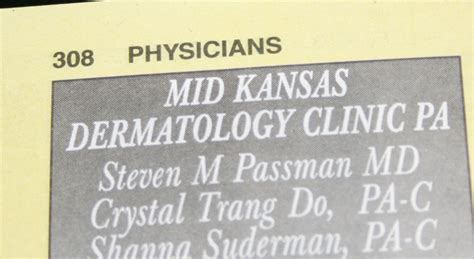 308 PHYSICIANS
MID KANSAS
DERMATOLOGY CLINIC PA
Steven M Passman MD
Crystal Trang Do, PA-C
Shanna Suderman, PA-C